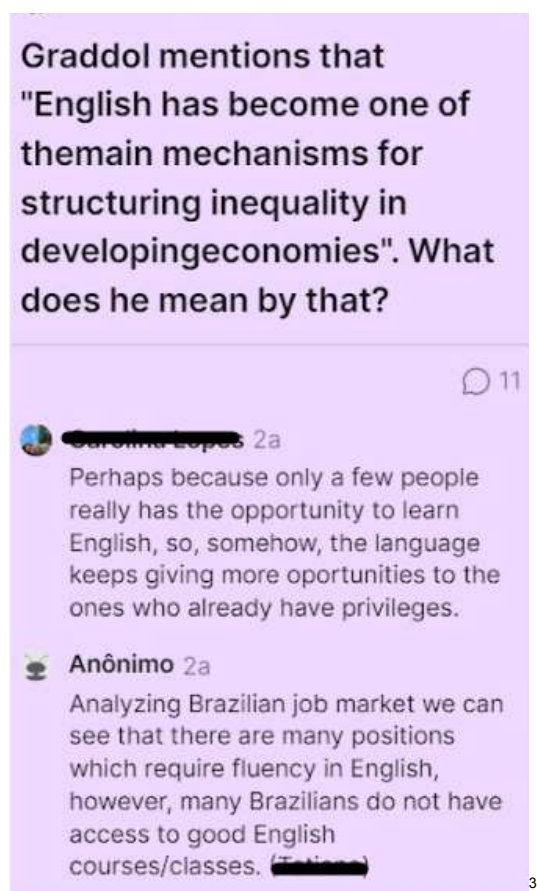 Graddol mentions that
"English has become one of
themain mechanisms for
structuring inequality in
developingeconomies". What
does he mean by that?
11
2a
Perhaps because only a few people
really has the opportunity to learn
English, so, somehow, the language
keeps giving more oportunities to the
ones who already have privileges.
Anônimo 2a
Analyzing Brazilian job market we can
see that there are many positions
which require fluency in English,
however, many Brazilians do not have
access to good English
courses/classes. (
)
3